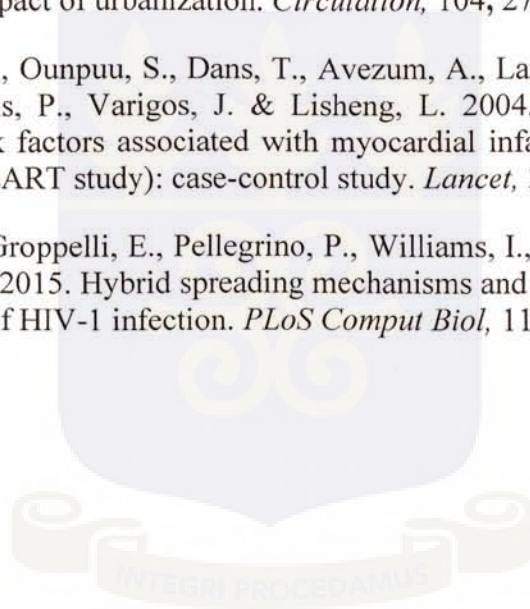 pact of urbanization. Circulation, 104, 27
, Ounpuu, S., Dans, T., Avezum, A., La
s, P., Varigos, J. & Lisheng, L. 2004.
factors associated with myocardial infa
ART study): case-control study. Lancet,
Groppelli, E., Pellegrino, P., Williams, I.,
2015. Hybrid spreading mechanisms and
f HIV-1 infection. PLoS Comput Biol, 11
INTEGRI PROCEDAMUS